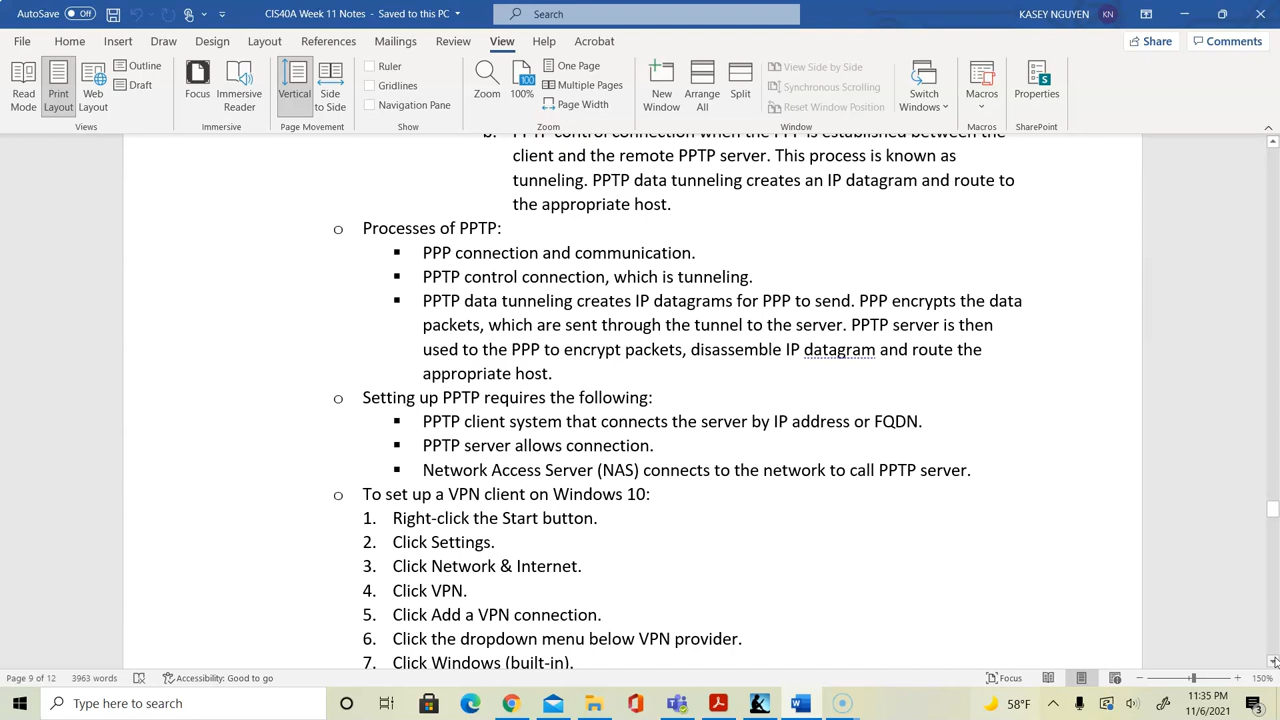 AutoSave Off CIS40A Week 11 Notes Search KASEY NGUYEN KN
File Home Insert Draw Design Layout References Mailings Review View Help Acrobat Share Comments
Read Mode Print Layout Web Layout Outline Draft Focus Immersive Reader Vertical Side to Side Ruler Gridlines Navigation Pane Zoom 100 100% One Page Multiple Pages Page Width New Window Arrange All Split View Side by Side Synchronous Scrolling Reset Window Position Switch Windows Macros Properties
Views Immersive Page Movement Show Zoom Window Macros SharePoint
b. PPTP control connection when the PPP is established between the
client and the remote PPTP server. This process is known as
tunneling. PPTP data tunneling creates an IP datagram and route to
the appropriate host.
o Processes of PPTP:
▪ PPP connection and communication.
▪ PPTP control connection, which is tunneling.
▪ PPTP data tunneling creates IP datagrams for PPP to send. PPP encrypts the data
packets, which are sent through the tunnel to the server. PPTP server is then
used to the PPP to encrypt packets, disassemble IP datagram and route the
appropriate host.
o Setting up PPTP requires the following:
▪ PPTP client system that connects the server by IP address or FQDN.
▪ PPTP server allows connection.
▪ Network Access Server (NAS) connects to the network to call PPTP server.
o To set up a VPN client on Windows 10:
1. Right-click the Start button.
2. Click Settings.
3. Click Network & Internet.
4. Click VPN.
5. Click Add a VPN connection.
6. Click the dropdown menu below VPN provider.
7. Click Windows (built-in).
Page 9 of 12 3963 words Accessibility: Good to go Focus 150%
Type here to search 58°F 11:35 PM
11/6/2021 3